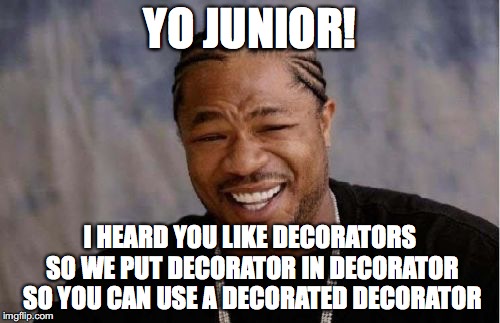 YO JUNIOR!
I HEARD YOU LIKE DECORATORS
SO WE PUT DECORATOR IN DECORATOR
SO YOU CAN USE A DECORATED DECORATOR
imgflip.com